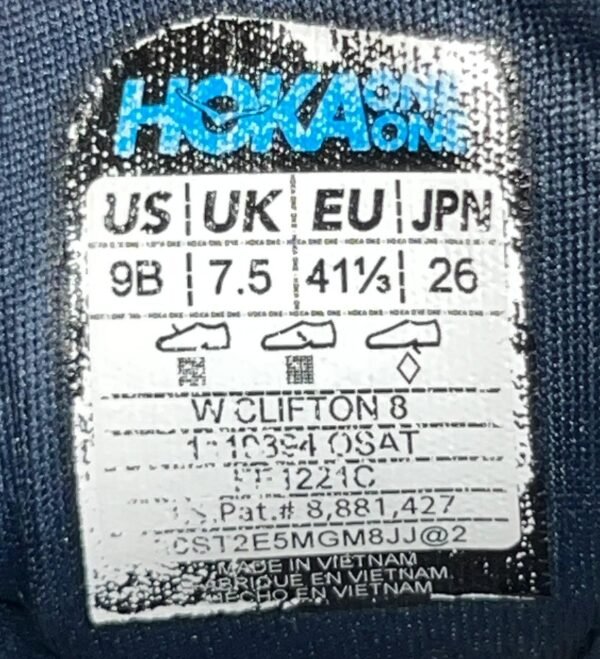 HOKA ONE ONE
US UK EU JPN
9B 7.5 41⅓ 26
W CLIFTON 8
OSAT
1221C
Pat.# 8,881,427
CST2E5MGM8JJ@2
MADE IN VIETNAM
FABRIQUE EN VIETNAM
HECHO EN VIETNAM